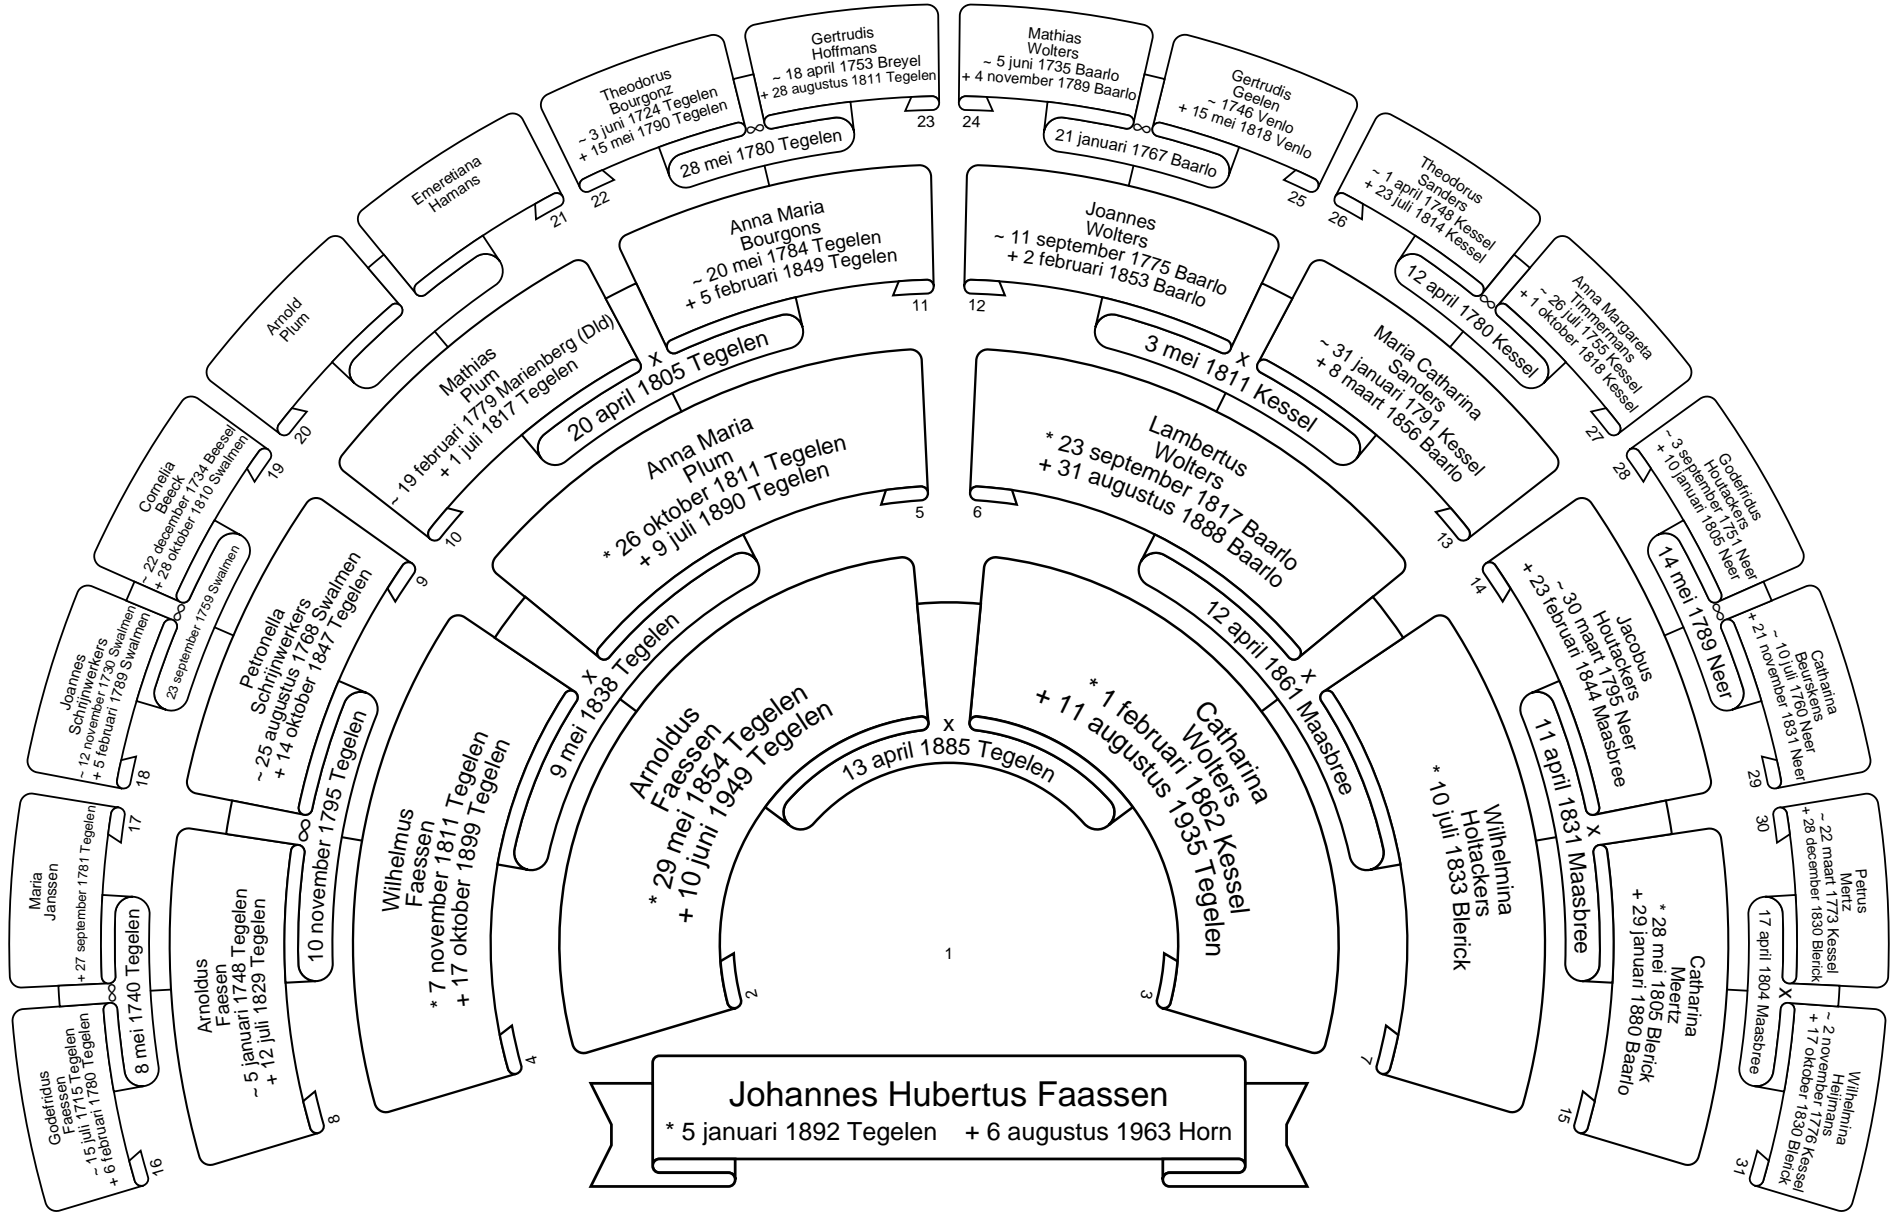 Johannes Hubertus Faassen
* 5 januari 1892 Tegelen + 6 augustus 1963 Horn
1
Arnoldus
Faessen
* 29 mei 1854 Tegelen
+ 10 juni 1949 Tegelen
2
x
13 april 1885 Tegelen
Catharina
Wolters
* 1 februari 1862 Kessel
+ 11 augustus 1935 Tegelen
3
Wilhelmus
Faessen
* 7 november 1811 Tegelen
+ 17 oktober 1899 Tegelen
4
x
9 mei 1838 Tegelen
Anna Maria
Plum
* 26 oktober 1811 Tegelen
+ 9 juli 1890 Tegelen
5
Lambertus
Wolters
* 23 september 1817 Baarlo
+ 31 augustus 1888 Baarlo
6
x
12 april 1861 Maasbree
Wilhelmina
Holtackers
* 10 juli 1833 Blerick
7
Arnoldus
Faesen
~ 5 januari 1748 Tegelen
+ 12 juli 1829 Tegelen
8
∞
10 november 1795 Tegelen
Petronella
Schrijnwerkers
~ 25 augustus 1768 Swalmen
+ 14 oktober 1847 Tegelen
9
Mathias
Plum
~ 19 februari 1779 Marienberg (Dld)
+ 1 juli 1817 Tegelen
10
x
20 april 1805 Tegelen
Anna Maria
Bourgons
~ 20 mei 1784 Tegelen
+ 5 februari 1849 Tegelen
11
Joannes
Wolters
~ 11 september 1775 Baarlo
+ 2 februari 1853 Baarlo
12
x
3 mei 1811 Kessel
Maria Catharina
Sanders
~ 31 januari 1791 Kessel
+ 8 maart 1856 Baarlo
13
Jacobus
Houtackers
~ 30 maart 1795 Neer
+ 23 februari 1844 Maasbree
14
x
11 april 1831 Maasbree
Catharina
Meertz
* 28 mei 1805 Blerick
+ 29 januari 1880 Baarlo
15
Godefridus
Faessen
~ 15 juli 1715 Tegelen
+ 6 februari 1780 Tegelen
16
∞
8 mei 1740 Tegelen
Maria
Janssen
+ 27 september 1781 Tegelen
17
Joannes
Schrijnwerkers
~ 12 november 1730 Swalmen
+ 5 februari 1789 Swalmen
18
∞
23 september 1759 Swalmen
Cornelia
Beeck
~ 22 december 1734 Beesel
+ 28 oktober 1810 Swalmen
19
Arnold
Plum
20
Emeretiana
Hamans
21
Theodorus
Bourgonz
~ 3 juni 1724 Tegelen
+ 15 mei 1790 Tegelen
22
∞
28 mei 1780 Tegelen
Gertrudis
Hoffmans
~ 18 april 1753 Breyel
+ 28 augustus 1811 Tegelen
23
Mathias
Wolters
~ 5 juni 1735 Baarlo
+ 4 november 1789 Baarlo
24
∞
21 januari 1767 Baarlo
Gertrudis
Geelen
~ 1746 Venlo
+ 15 mei 1818 Venlo
25
Theodorus
Sanders
~ 1 april 1748 Kessel
+ 23 juli 1814 Kessel
26
∞
12 april 1780 Kessel
Anna Margareta
Timmermans
~ 26 juli 1755 Kessel
+ 1 oktober 1818 Kessel
27
Godefridus
Houtackers
~ 3 september 1751 Neer
+ 10 januari 1805 Neer
28
∞
14 mei 1789 Neer
Catharina
Beurskens
~ 10 juli 1760 Neer
+ 21 november 1831 Neer
29
Petrus
Mertz
~ 22 maart 1773 Kessel
+ 28 december 1830 Blerick
30
x
17 april 1804 Maasbree
Wilhelmina
Heijmans
~ 2 november 1776 Kessel
+ 17 oktober 1830 Blerick
31